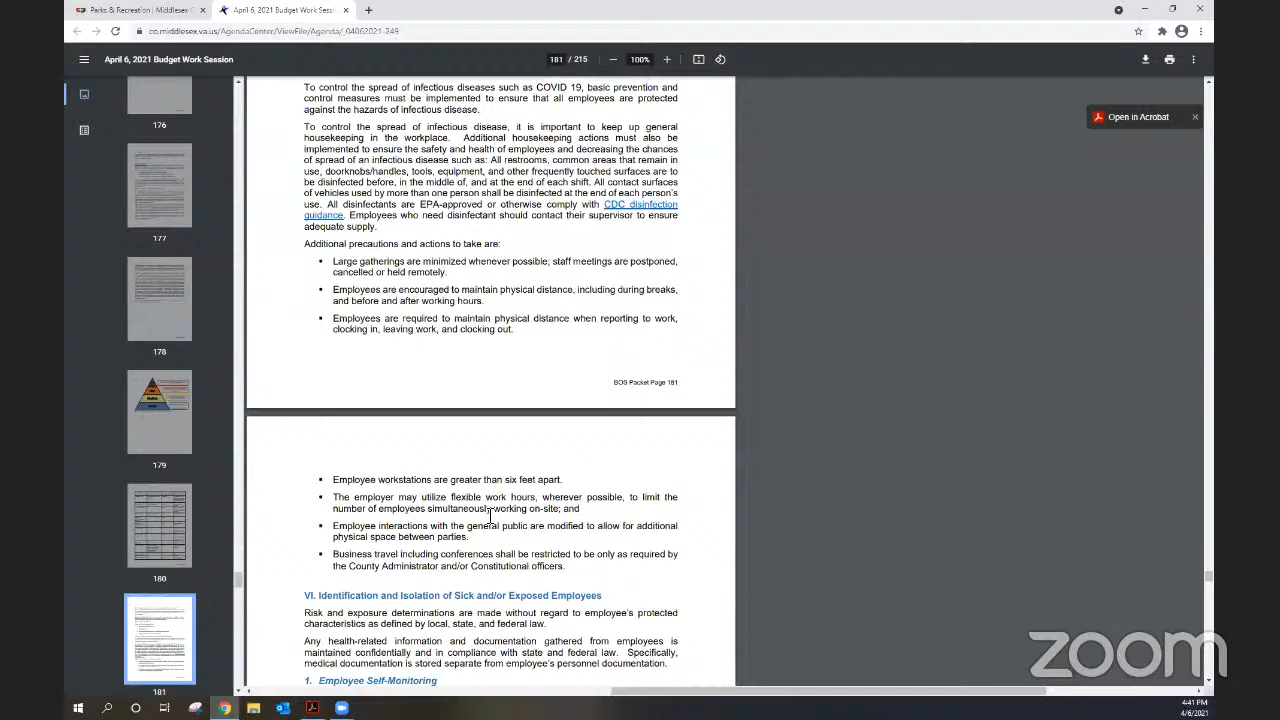 Parks & Recreation | Middlesex C
April 6, 2021 Budget Work Sessi
co.middlesex.va.us/AgendaCenter/ViewFile/Agenda/_04062021-249
April 6, 2021 Budget Work Session
181 / 215
100%
Open in Acrobat
176
177
178
179
180
181
To control the spread of infectious diseases such as COVID 19, basic prevention and
control measures must be implemented to ensure that all employees are protected
against the hazards of infectious disease.
To control the spread of infectious disease, it is important to keep up general
housekeeping in the workplace. Additional housekeeping actions must also be
implemented to ensure the safety and health of employees and decreasing the chances
of spread of an infectious disease such as: All restrooms, common areas that remain in
use, doorknobs/handles, tools, equipment, and other frequently touched surfaces are to
be disinfected before, in the middle of, and at the end of each shift. All contact surfaces
of vehicles used by more than one person shall be disinfected at the end of each person's
use. All disinfectants are EPA-approved or otherwise comply with CDC disinfection
guidance. Employees who need disinfectant should contact their supervisor to ensure
adequate supply.
Additional precautions and actions to take are:
▪ Large gatherings are minimized whenever possible; staff meetings are postponed,
cancelled or held remotely.
▪ Employees are encouraged to maintain physical distance, including during breaks,
and before and after working hours.
▪ Employees are required to maintain physical distance when reporting to work,
clocking in, leaving work, and clocking out.
BOS Packet Page 181
▪ Employee workstations are greater than six feet apart.
▪ The employer may utilize flexible work hours, wherever possible, to limit the
number of employees simultaneously working on-site; and
▪ Employee interactions with the general public are modified to allow for additional
physical space between parties.
▪ Business travel including conferences shall be restricted to be only as required by
the County Administrator and/or Constitutional officers.
VI. Identification and Isolation of Sick and/or Exposed Employees
Risk and exposure determinations are made without regard to employee's protected
characteristics as defined by local, state, and federal law.
Any health-related information and documentation gathered from employees is
maintained confidentially and in compliance with state and federal law. Specifically,
medical documentation is stored separate from employee's personnel documentation.
1. Employee Self-Monitoring
zoom
4:41 PM
4/6/2021